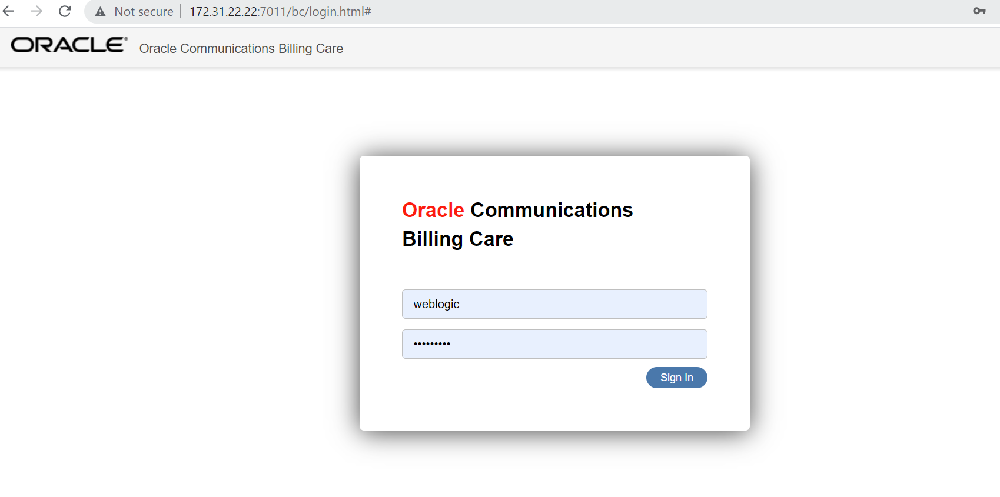 Not secure | 172.31.22.22:7011/bc/login.html#
ORACLE® Oracle Communications Billing Care
Oracle Communications
Billing Care
weblogic
•••••••••
Sign In